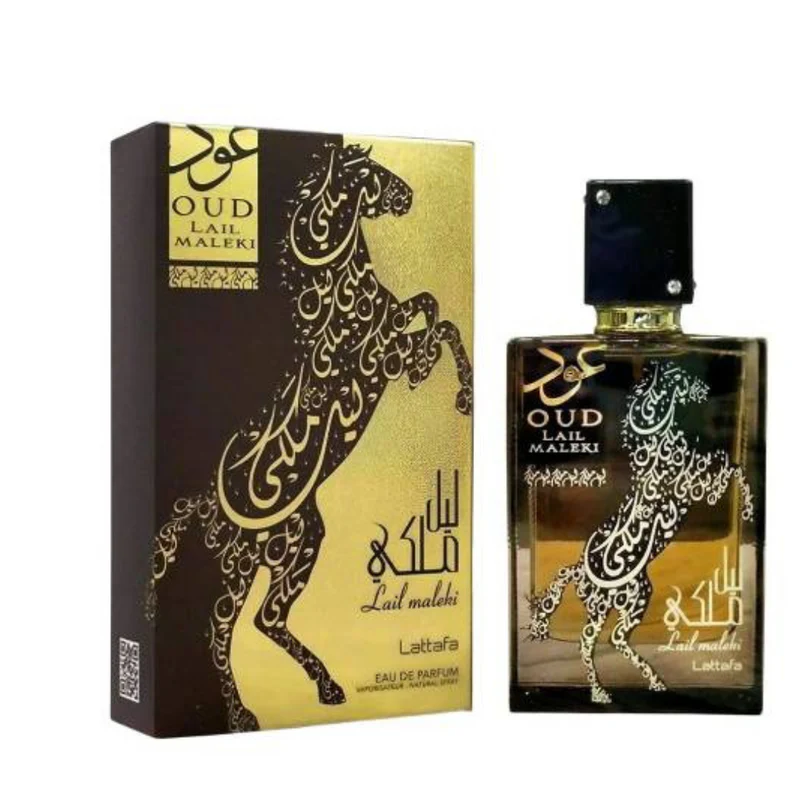 عود
OUD
LAIL
MALEKI
ليل
ملكي
Lail maleki
Lattafa
EAU DE PARFUM
VAPORISATEUR . NATURAL SPRAY
عود
OUD
LAIL
MALEKI
ليل
ملكي
Lail maleki
Lattafa